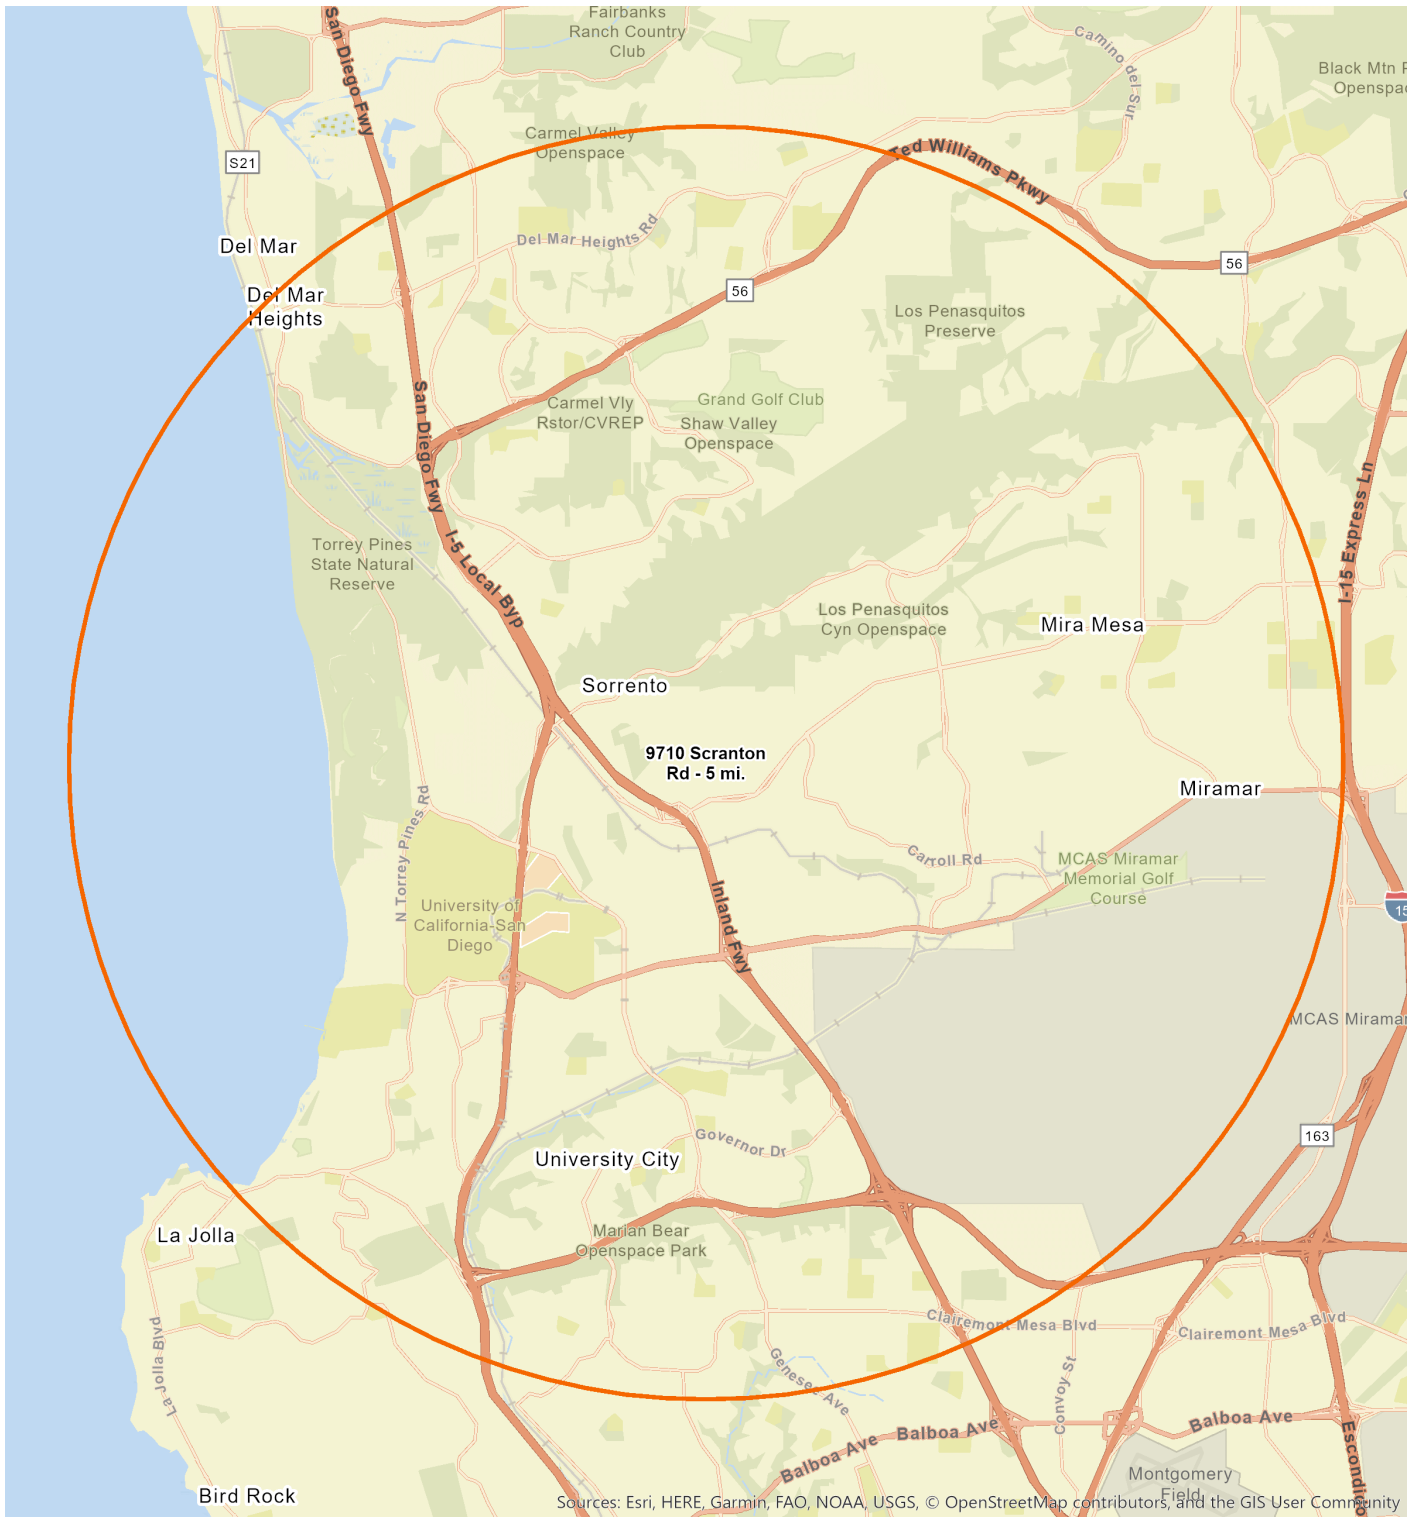 Fairbanks
Ranch Country
Club
San Diego Fwy
Camino del Sur
Black Mtn
Openspac
Carmel Valley
Openspace
S21
Ted Williams Pkwy
Del Mar
Del Mar Heights Rd
56
56
Del Mar
Heights
Los Penasquitos
Preserve
San Diego Fwy
Carmel Vly
Rstor/CVREP
Grand Golf Club
Shaw Valley
Openspace
I-15 Express Ln
I-5 Local Byp
Torrey Pines
State Natural
Reserve
Los Penasquitos
Cyn Openspace
Mira Mesa
Sorrento
9710 Scranton
Rd - 5 mi.
Miramar
N Torrey Pines Rd
Carroll Rd
MCAS Miramar
Memorial Golf
Course
University of
California-San
Diego
Inland Fwy
15
MCAS Miramar
163
Governor Dr
University City
La Jolla
Marian Bear
Openspace Park
La Jolla Blvd
Clairemont Mesa Blvd
Clairemont Mesa Blvd
Genesee Ave
Convoy St
Balboa Ave
Balboa Ave
Balboa Ave
Escondido
Montgomery
Field
Bird Rock
Sources: Esri, HERE, Garmin, FAO, NOAA, USGS, © OpenStreetMap contributors, and the GIS User Community